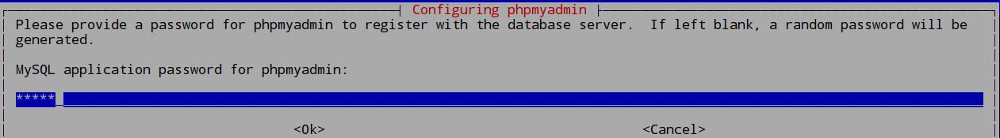 Configuring phpmyadmin
Please provide a password for phpmyadmin to register with the database server.  If left blank, a random password will be
generated.
MySQL application password for phpmyadmin:
*****
<Ok> <Cancel>